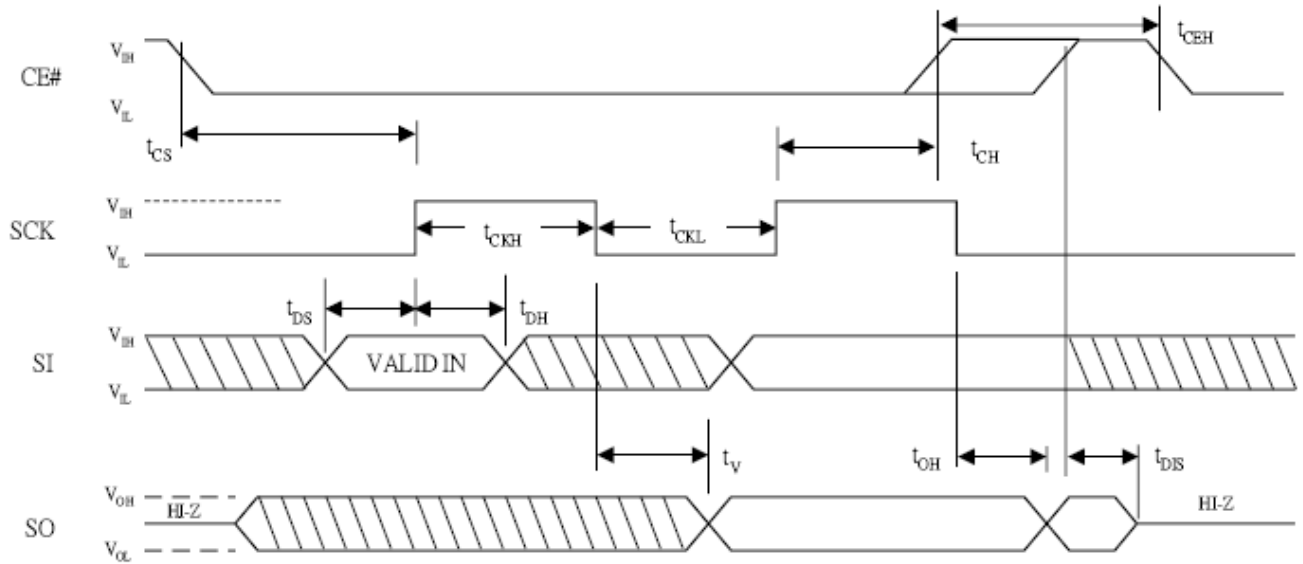 V_IH
t_CEH
CE#
V_IL
t_CS
t_CH
V_IH
SCK
t_CKH
t_CKL
V_IL
t_DS
t_DH
V_IH
SI
VALID IN
V_IL
t_V
t_OH
t_DIS
V_OH
HI-Z
HI-Z
SO
V_OL